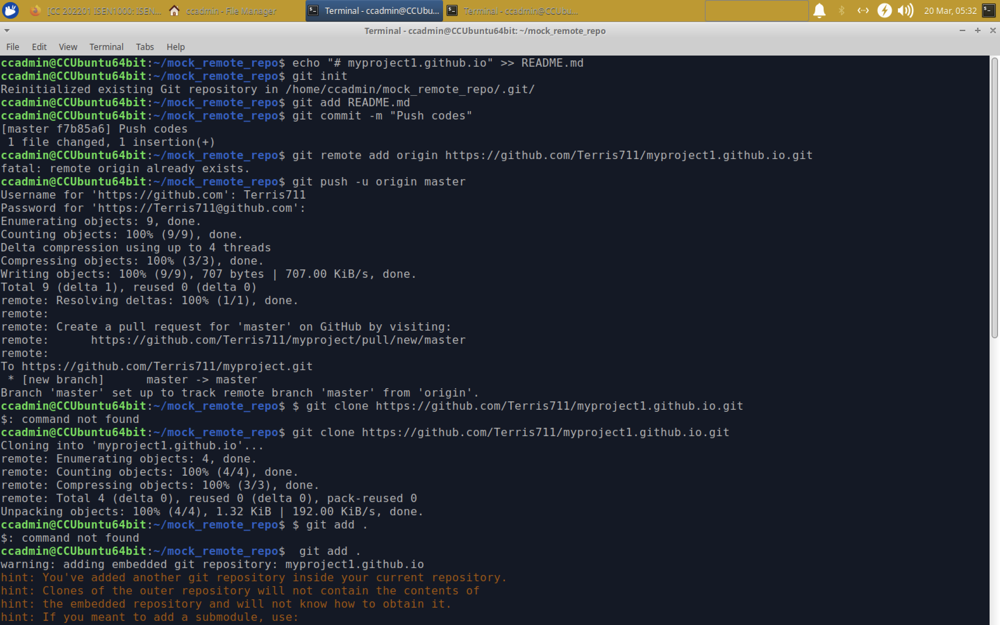 [CC 202201 ISEN1000: ISEN... ccadmin - File Manager Terminal - ccadmin@CCUbu... Terminal - ccadmin@CCUbu... 20 Mar, 05:32
Terminal - ccadmin@CCUbuntu64bit: ~/mock_remote_repo
File Edit View Terminal Tabs Help
ccadmin@CCUbuntu64bit:~/mock_remote_repo$ echo "# myproject1.github.io" >> README.md
ccadmin@CCUbuntu64bit:~/mock_remote_repo$ git init
Reinitialized existing Git repository in /home/ccadmin/mock_remote_repo/.git/
ccadmin@CCUbuntu64bit:~/mock_remote_repo$ git add README.md
ccadmin@CCUbuntu64bit:~/mock_remote_repo$ git commit -m "Push codes"
[master f7b85a6] Push codes
 1 file changed, 1 insertion(+)
ccadmin@CCUbuntu64bit:~/mock_remote_repo$ git remote add origin https://github.com/Terris711/myproject1.github.io.git
fatal: remote origin already exists.
ccadmin@CCUbuntu64bit:~/mock_remote_repo$ git push -u origin master
Username for 'https://github.com': Terris711
Password for 'https://Terris711@github.com':
Enumerating objects: 9, done.
Counting objects: 100% (9/9), done.
Delta compression using up to 4 threads
Compressing objects: 100% (3/3), done.
Writing objects: 100% (9/9), 707 bytes | 707.00 KiB/s, done.
Total 9 (delta 1), reused 0 (delta 0)
remote: Resolving deltas: 100% (1/1), done.
remote:
remote: Create a pull request for 'master' on GitHub by visiting:
remote:      https://github.com/Terris711/myproject/pull/new/master
remote:
To https://github.com/Terris711/myproject.git
 * [new branch]      master -> master
Branch 'master' set up to track remote branch 'master' from 'origin'.
ccadmin@CCUbuntu64bit:~/mock_remote_repo$ $ git clone https://github.com/Terris711/myproject1.github.io.git
$: command not found
ccadmin@CCUbuntu64bit:~/mock_remote_repo$ git clone https://github.com/Terris711/myproject1.github.io.git
Cloning into 'myproject1.github.io'...
remote: Enumerating objects: 4, done.
remote: Counting objects: 100% (4/4), done.
remote: Compressing objects: 100% (3/3), done.
remote: Total 4 (delta 0), reused 0 (delta 0), pack-reused 0
Unpacking objects: 100% (4/4), 1.32 KiB | 192.00 KiB/s, done.
ccadmin@CCUbuntu64bit:~/mock_remote_repo$ $ git add .
$: command not found
ccadmin@CCUbuntu64bit:~/mock_remote_repo$  git add .
warning: adding embedded git repository: myproject1.github.io
hint: You've added another git repository inside your current repository.
hint: Clones of the outer repository will not contain the contents of
hint: the embedded repository and will not know how to obtain it.
hint: If you meant to add a submodule, use: